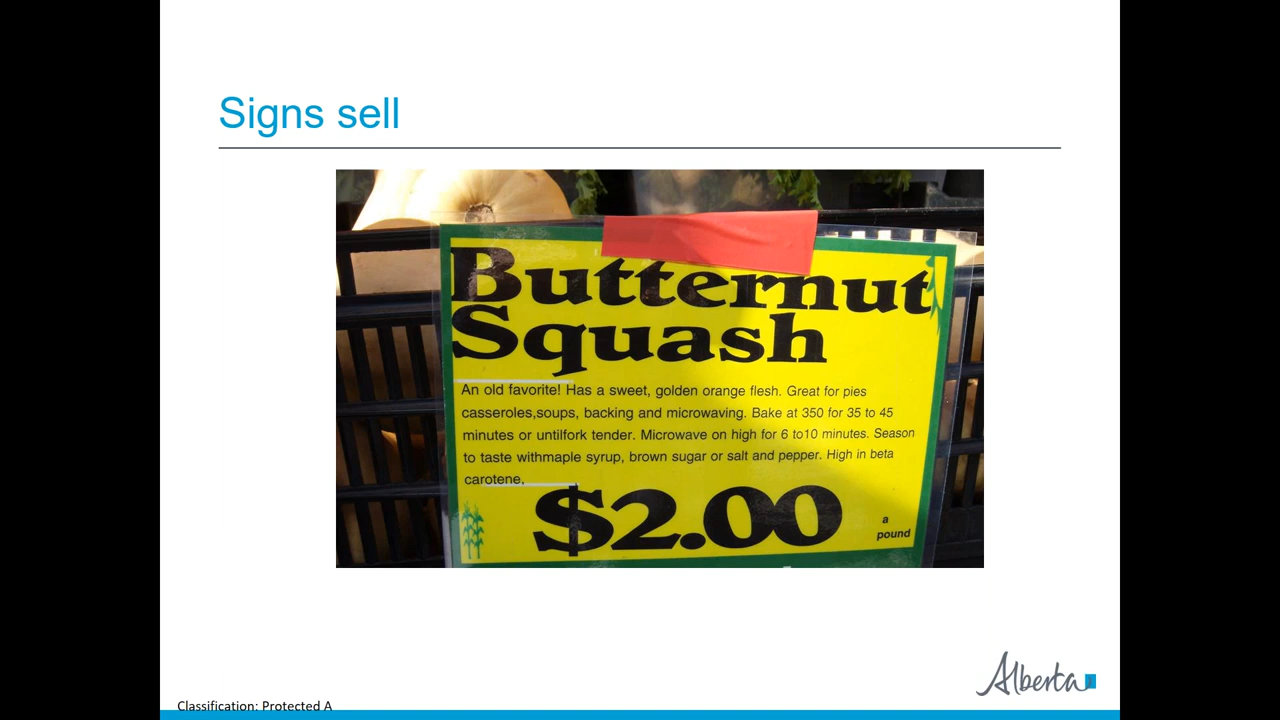 Signs sell
Butternut
Squash
An old favorite! Has a sweet, golden orange flesh. Great for pies
casseroles,soups, backing and microwaving. Bake at 350 for 35 to 45
minutes or untilfork tender. Microwave on high for 6 to10 minutes. Season
to taste withmaple syrup, brown sugar or salt and pepper. High in beta
carotene.
$2.00
a
pound
Alberta
Classification: Protected A